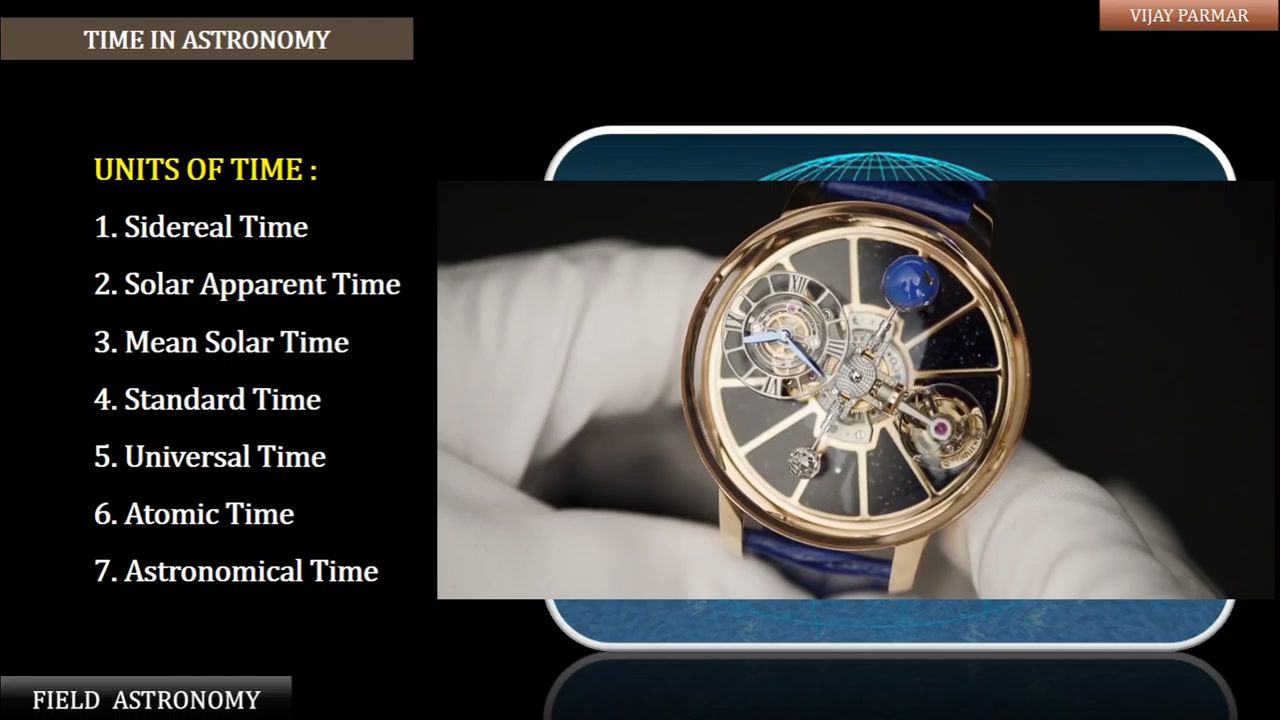 TIME IN ASTRONOMY
VIJAY PARMAR
UNITS OF TIME :
1. Sidereal Time
2. Solar Apparent Time
3. Mean Solar Time
4. Standard Time
5. Universal Time
6. Atomic Time
7. Astronomical Time
XII
FIELD ASTRONOMY